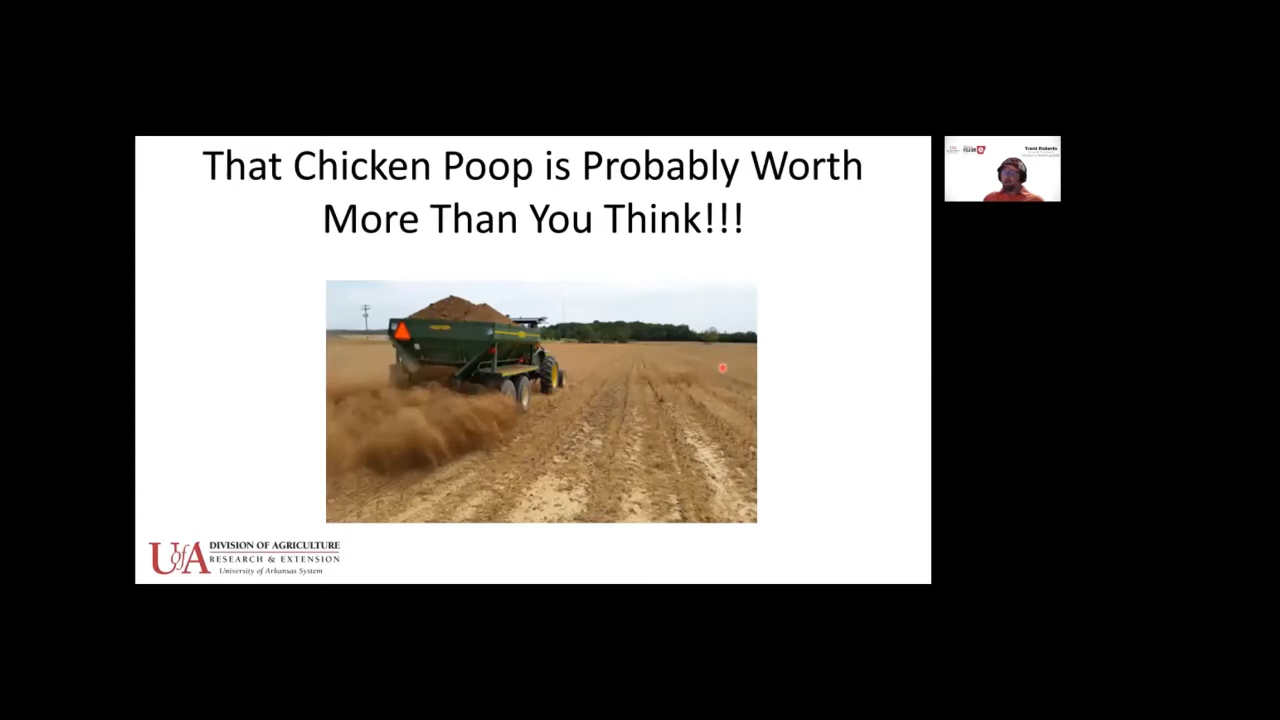 That Chicken Poop is Probably Worth
More Than You Think!!!
UofA
DIVISION OF AGRICULTURE
RESEARCH & EXTENSION
University of Arkansas System
Trent Roberts